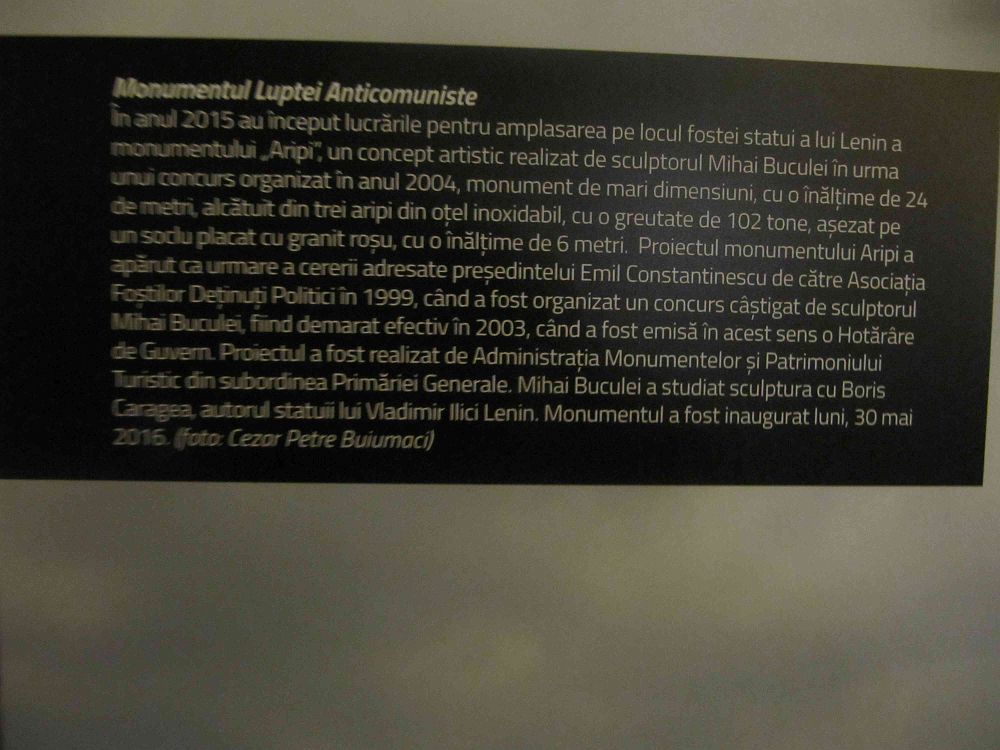 Monumentul Luptei Anticomuniste
În anul 2015 au început lucrările pentru amplasarea pe locul fostei statui a lui Lenin a
monumentului „Aripi”, un concept artistic realizat de sculptorul Mihai Buculei în urma
unui concurs organizat în anul 2004, monument de mari dimensiuni, cu o înălțime de 24
de metri, alcătuit din trei aripi din oțel inoxidabil, cu o greutate de 102 tone, așezat pe
un soclu placat cu granit roșu, cu o înălțime de 6 metri. Proiectul monumentului Aripi a
apărut ca urmare a cererii adresate președintelui Emil Constantinescu de către Asociația
Foștilor Deținuți Politici în 1999, când a fost organizat un concurs câștigat de sculptorul
Mihai Buculei, fiind demarat efectiv în 2003, când a fost emisă în acest sens o Hotărâre
de Guvern. Proiectul a fost realizat de Administrația Monumentelor și Patrimoniului
Turistic din subordinea Primăriei Generale. Mihai Buculei a studiat sculptura cu Boris
Caragea, autorul statuii lui Vladimir Ilici Lenin. Monumentul a fost inaugurat luni, 30 mai
2016. (foto: Cezar Petre Buiumaci)